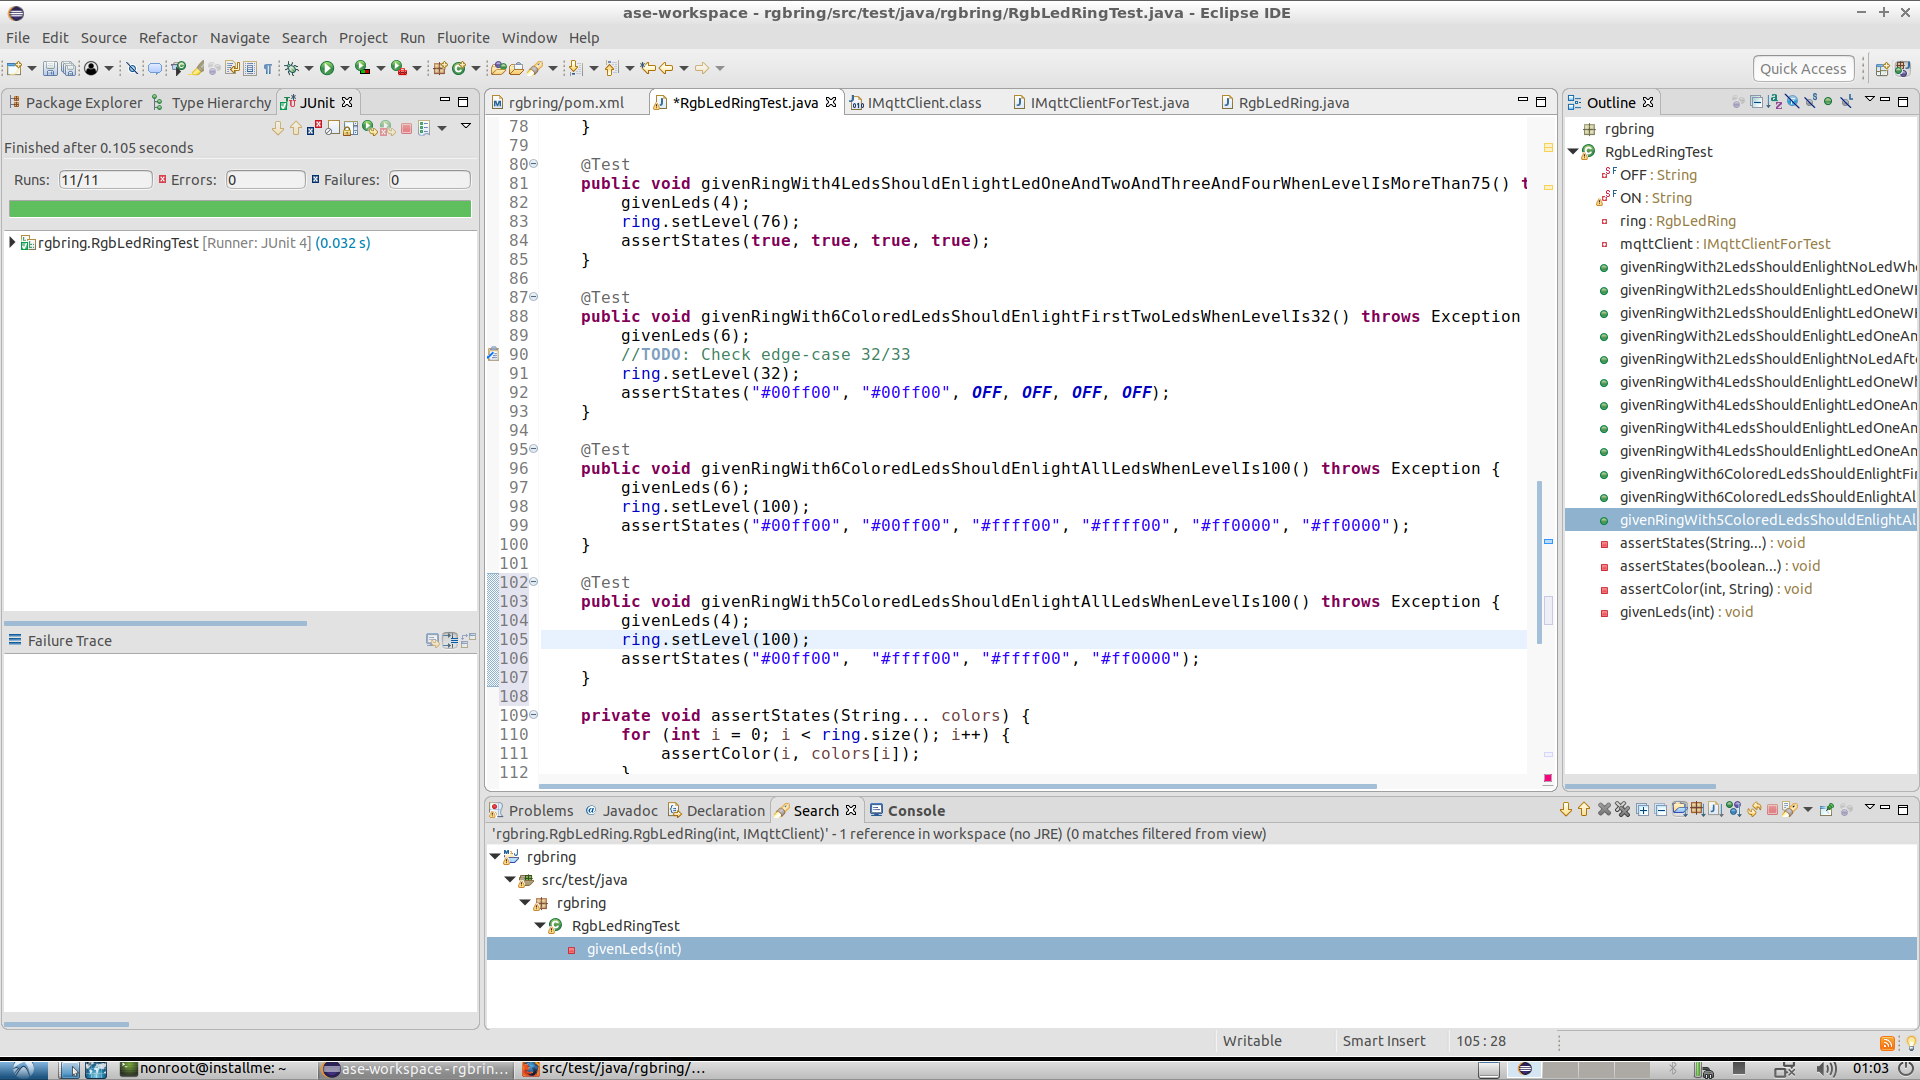 ase-workspace - rgbring/src/test/java/rgbring/RgbLedRingTest.java - Eclipse IDE
File Edit Source Refactor Navigate Search Project Run Fluorite Window Help
Quick Access
Package Explorer Type Hierarchy JUnit
Finished after 0.105 seconds
Runs: 11/11 Errors: 0 Failures: 0
rgbring.RgbLedRingTest [Runner: JUnit 4] (0.032 s)
Failure Trace
rgbring/pom.xml *RgbLedRingTest.java IMqttClient.class IMqttClientForTest.java RgbLedRing.java
78 }
79
80 @Test
81 public void givenRingWith4LedsShouldEnlightLedOneAndTwoAndThreeAndFourWhenLevelIsMoreThan75() t
82 givenLeds(4);
83 ring.setLevel(76);
84 assertStates(true, true, true, true);
85 }
86
87 @Test
88 public void givenRingWith6ColoredLedsShouldEnlightFirstTwoLedsWhenLevelIs32() throws Exception
89 givenLeds(6);
90 //TODO: Check edge-case 32/33
91 ring.setLevel(32);
92 assertStates("#00ff00", "#00ff00", OFF, OFF, OFF, OFF);
93 }
94
95 @Test
96 public void givenRingWith6ColoredLedsShouldEnlightAllLedsWhenLevelIs100() throws Exception {
97 givenLeds(6);
98 ring.setLevel(100);
99 assertStates("#00ff00", "#00ff00", "#ffff00", "#ffff00", "#ff0000", "#ff0000");
100 }
101
102 @Test
103 public void givenRingWith5ColoredLedsShouldEnlightAllLedsWhenLevelIs100() throws Exception {
104 givenLeds(4);
105 ring.setLevel(100);
106 assertStates("#00ff00",  "#ffff00", "#ffff00", "#ff0000");
107 }
108
109 private void assertStates(String... colors) {
110 for (int i = 0; i < ring.size(); i++) {
111 assertColor(i, colors[i]);
112 }
Outline
rgbring
RgbLedRingTest
OFF : String
ON : String
ring : RgbLedRing
mqttClient : IMqttClientForTest
givenRingWith2LedsShouldEnlightNoLedWh
givenRingWith2LedsShouldEnlightLedOneWh
givenRingWith2LedsShouldEnlightLedOneWh
givenRingWith2LedsShouldEnlightLedOneAn
givenRingWith2LedsShouldEnlightNoLedAft
givenRingWith4LedsShouldEnlightLedOneWh
givenRingWith4LedsShouldEnlightLedOneAn
givenRingWith4LedsShouldEnlightLedOneAn
givenRingWith4LedsShouldEnlightLedOneAn
givenRingWith6ColoredLedsShouldEnlightFi
givenRingWith6ColoredLedsShouldEnlightAl
givenRingWith5ColoredLedsShouldEnlightAl
assertStates(String...) : void
assertStates(boolean...) : void
assertColor(int, String) : void
givenLeds(int) : void
Problems Javadoc Declaration Search Console
'rgbring.RgbLedRing.RgbLedRing(int, IMqttClient)' - 1 reference in workspace (no JRE) (0 matches filtered from view)
rgbring
src/test/java
rgbring
RgbLedRingTest
givenLeds(int)
Writable Smart Insert 105 : 28
nonroot@installme: ~ ase-workspace - rgbrin... src/test/java/rgbring/... 01:03